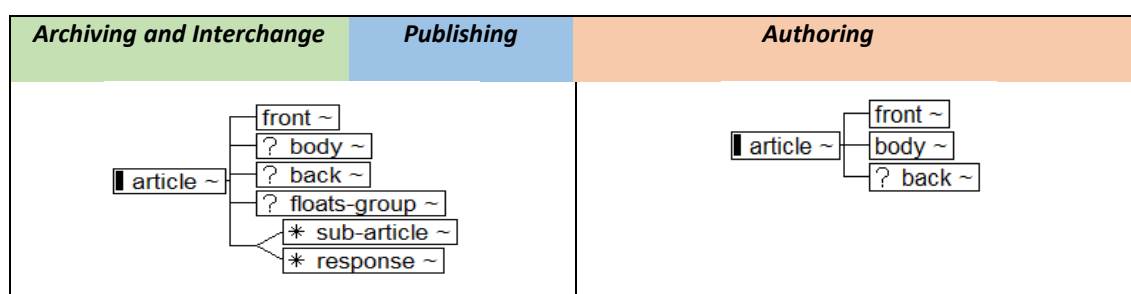 Archiving and Interchange Publishing Authoring
front ~
? body ~
? back ~
article ~
? floats-group ~
* sub-article ~
* response ~
front ~
article ~ body ~
? back ~